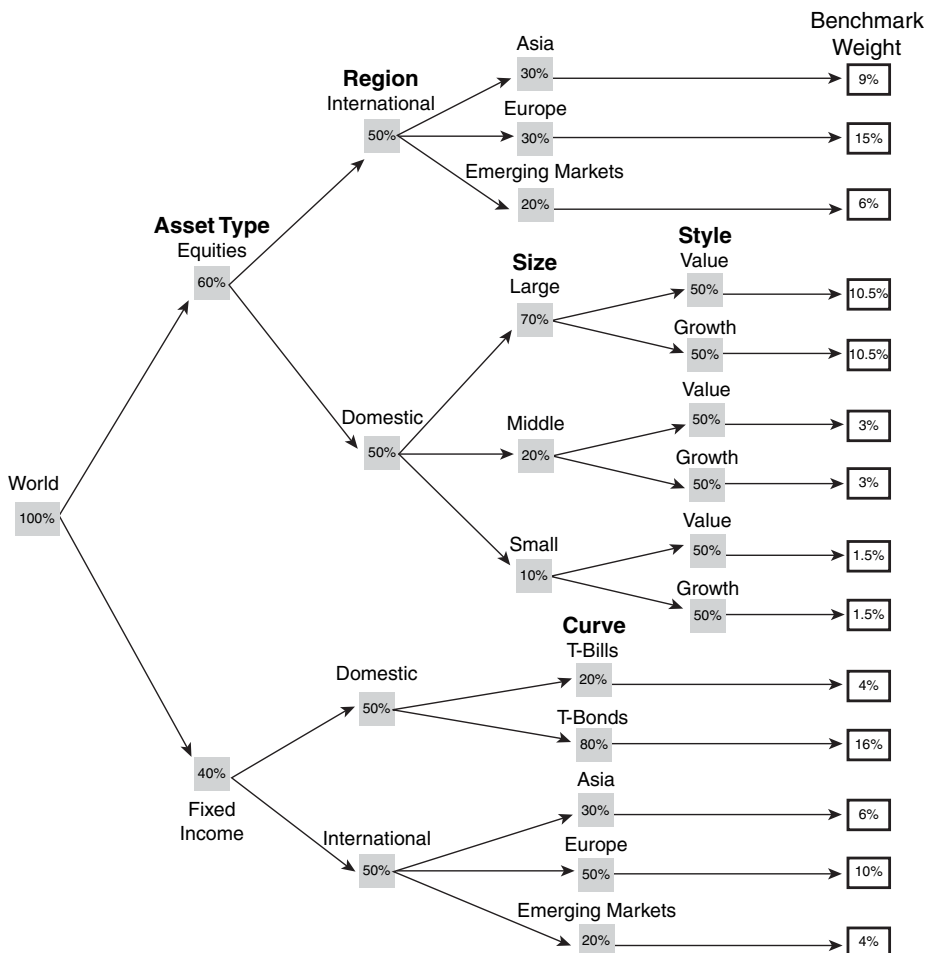 Benchmark
Weight
Asia
30%
9%
Region
International
50%
Europe
30%
15%
Emerging Markets
20%
6%
Asset Type
Equities
60%
Size
Large
70%
Style
Value
50%
10.5%
Growth
50%
10.5%
Domestic
50%
Middle
20%
Value
50%
3%
Growth
50%
3%
World
100%
Small
10%
Value
50%
1.5%
Growth
50%
1.5%
Curve
T-Bills
20%
4%
Domestic
50%
T-Bonds
80%
16%
40%
Fixed
Income
Asia
30%
6%
International
50%
Europe
50%
10%
Emerging Markets
20%
4%